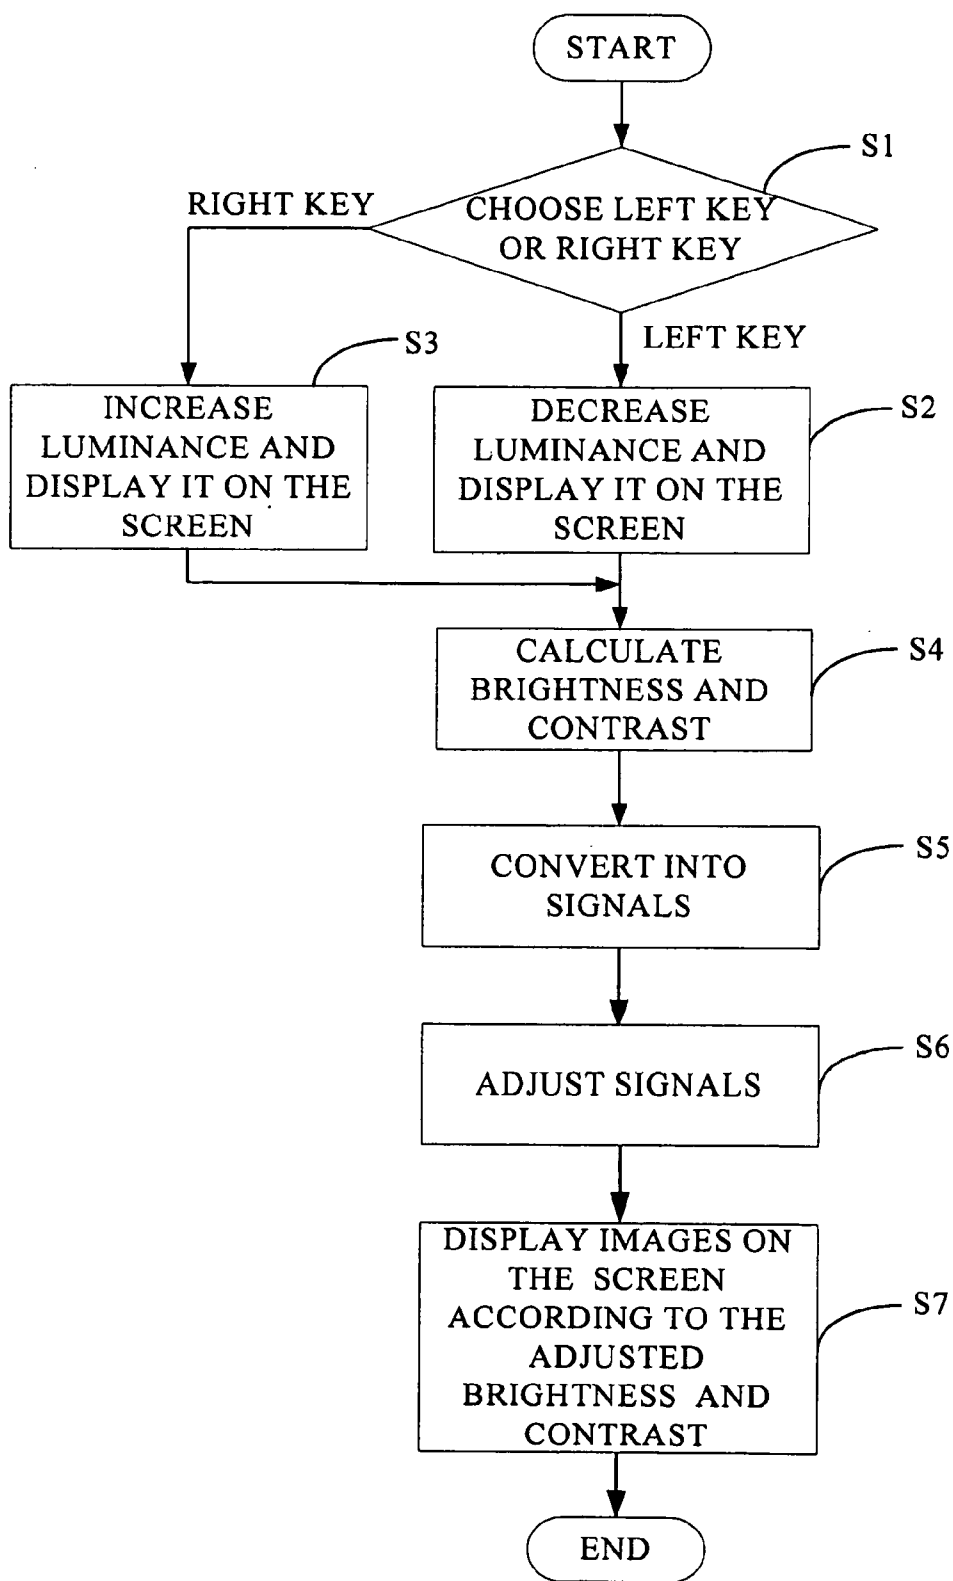 START
S1
CHOOSE LEFT KEY
OR RIGHT KEY
RIGHT KEY
LEFT KEY
S3
INCREASE
LUMINANCE AND
DISPLAY IT ON THE
SCREEN
S2
DECREASE
LUMINANCE AND
DISPLAY IT ON THE
SCREEN
S4
CALCULATE
BRIGHTNESS AND
CONTRAST
S5
CONVERT INTO
SIGNALS
S6
ADJUST SIGNALS
S7
DISPLAY IMAGES ON
THE SCREEN
ACCORDING TO THE
ADJUSTED
BRIGHTNESS AND
CONTRAST
END